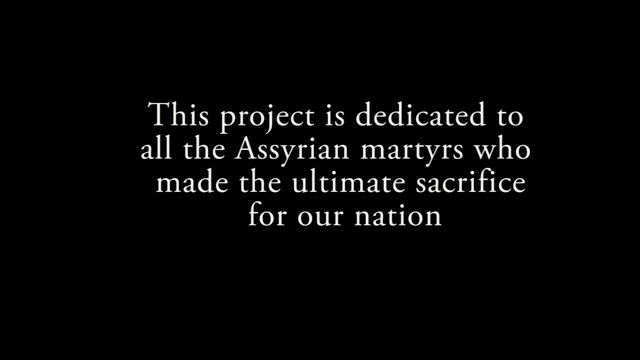 This project is dedicated to
all the Assyrian martyrs who
made the ultimate sacrifice
for our nation